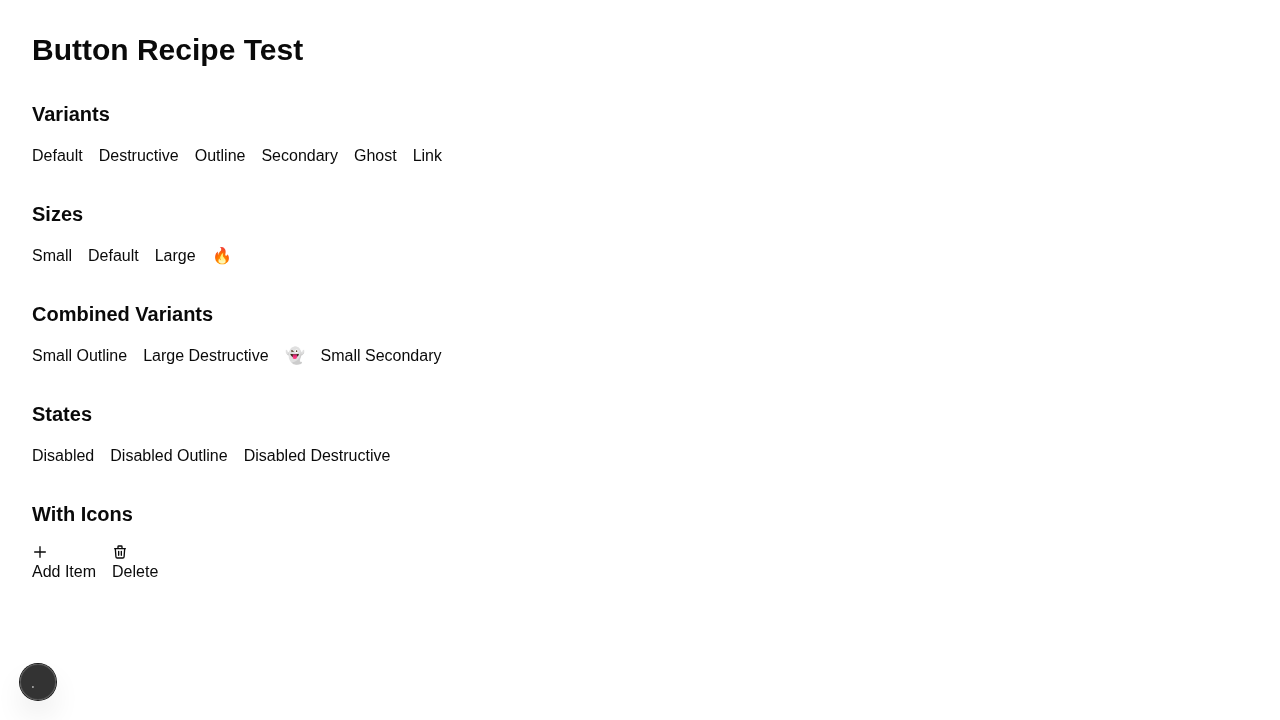 Button Recipe Test
Variants
Default Destructive Outline Secondary Ghost Link
Sizes
Small Default Large 🔥
Combined Variants
Small Outline Large Destructive 👻 Small Secondary
States
Disabled Disabled Outline Disabled Destructive
With Icons
Add Item Delete